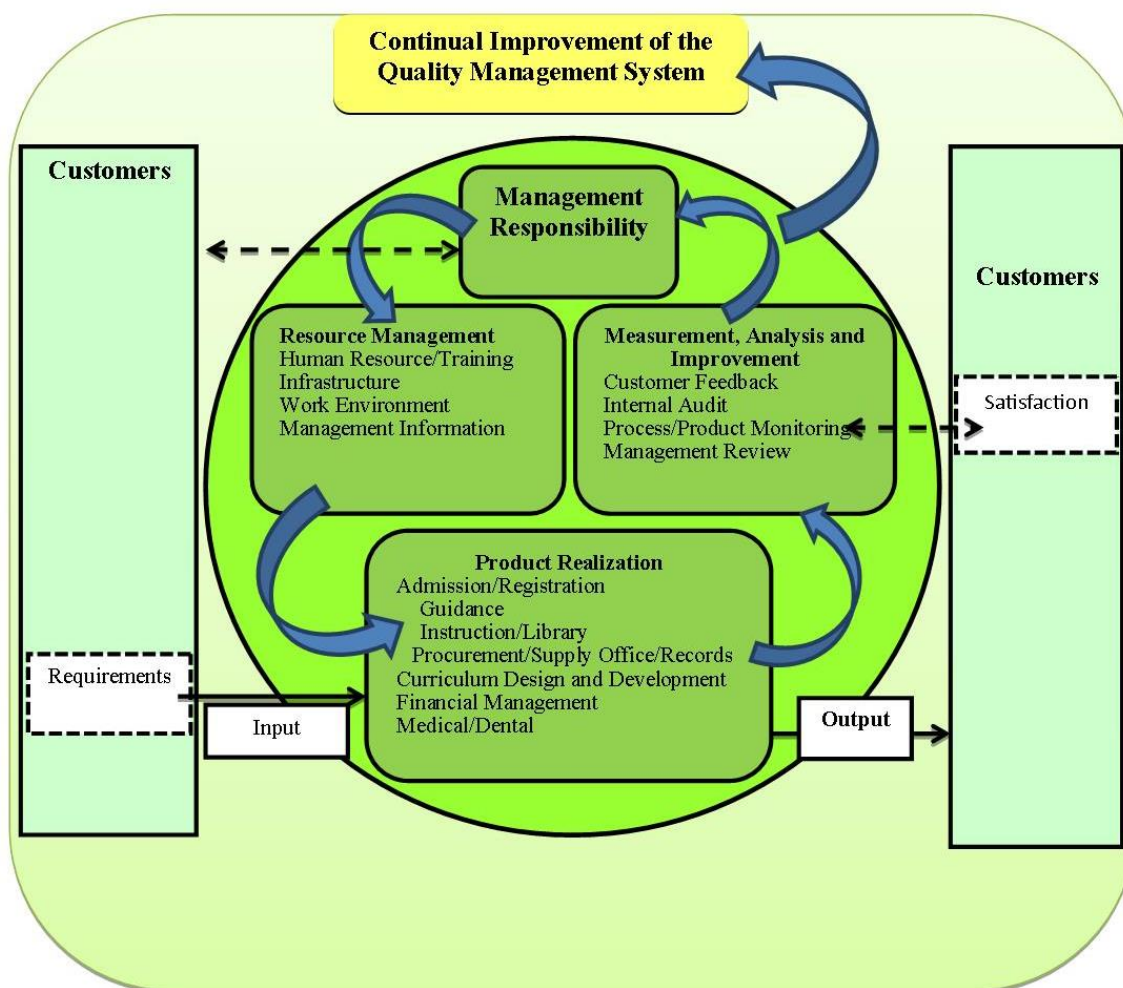 Continual Improvement of the
Quality Management System
Customers
Management
Responsibility
Customers
Resource Management
Human Resource/Training
Infrastructure
Work Environment
Management Information
Measurement, Analysis and
Improvement
Customer Feedback
Internal Audit
Process/Product Monitoring
Management Review
Satisfaction
Product Realization
Admission/Registration
Guidance
Instruction/Library
Procurement/Supply Office/Records
Curriculum Design and Development
Financial Management
Medical/Dental
Requirements
Input
Output